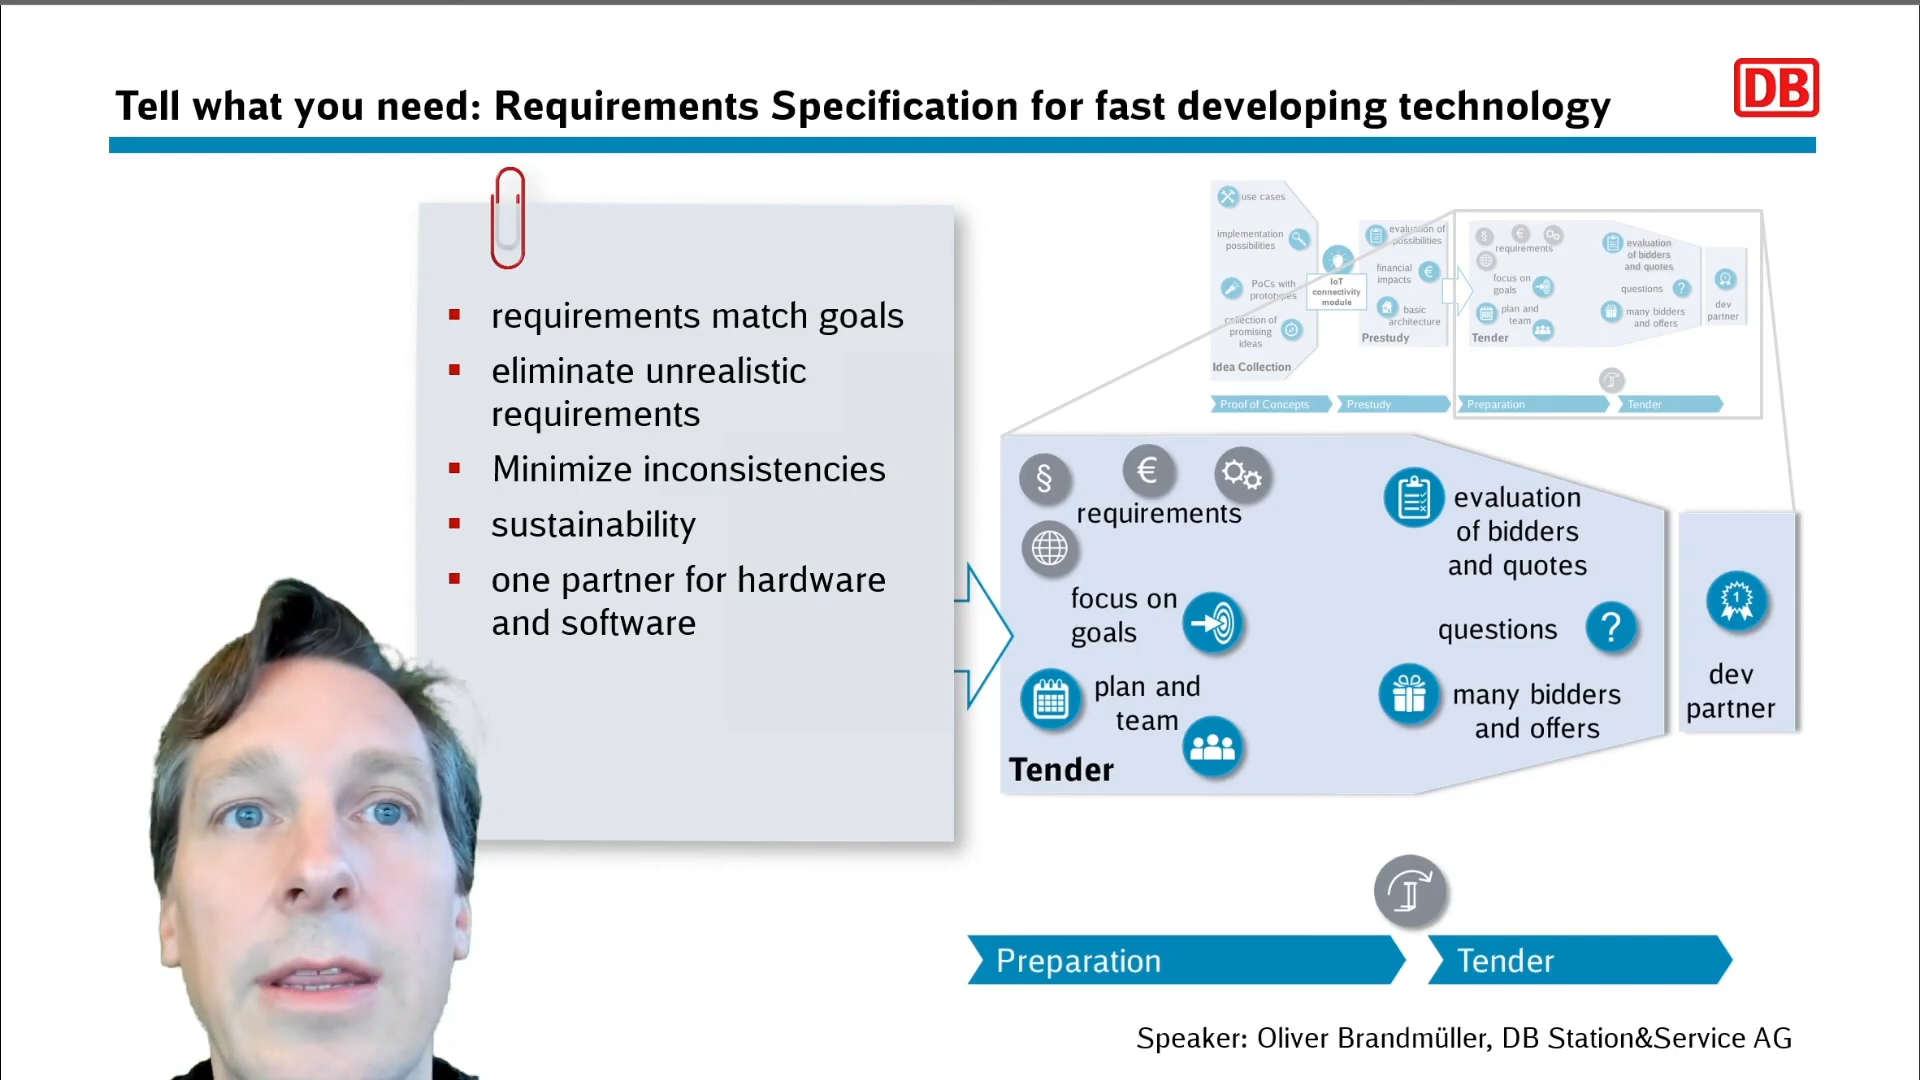 Tell what you need: Requirements Specification for fast developing technology
DB
requirements match goals
eliminate unrealistic
requirements
Minimize inconsistencies
sustainability
one partner for hardware
and software
use cases
implementation
possibilities
PoCs with
prototypes
collection of
promising
ideas
Idea Collection
IoT
connectivity
module
evaluation of
possibilities
financial
impacts
basic
architecture
Prestudy
§
€
requirements
focus on
goals
plan and
team
Tender
evaluation
of bidders
and quotes
questions
?
many bidders
and offers
dev
partner
Proof of Concepts
Prestudy
Preparation
Tender
§
€
requirements
focus on
goals
plan and
team
Tender
evaluation
of bidders
and quotes
questions
?
many bidders
and offers
1
dev
partner
Preparation
Tender
Speaker: Oliver Brandmüller, DB Station&Service AG